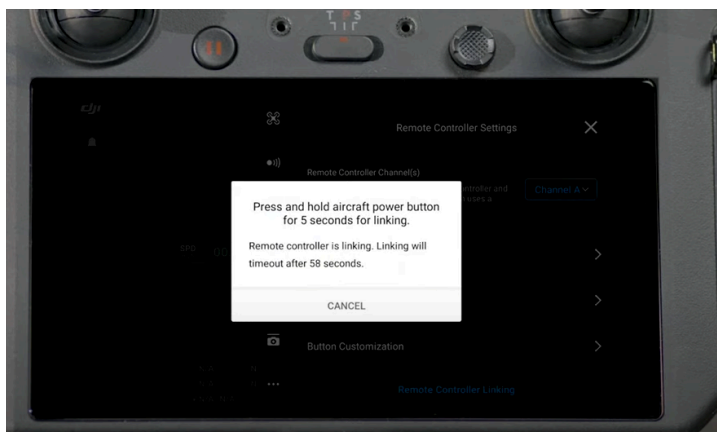 T P S
dji
Remote Controller Settings
Remote Controller Channel(s)
ontroller and
Channel A
Press and hold aircraft power button
for 5 seconds for linking.
Remote controller is linking. Linking will
timeout after 58 seconds.
CANCEL
Button Customization
Remote Controller Linking